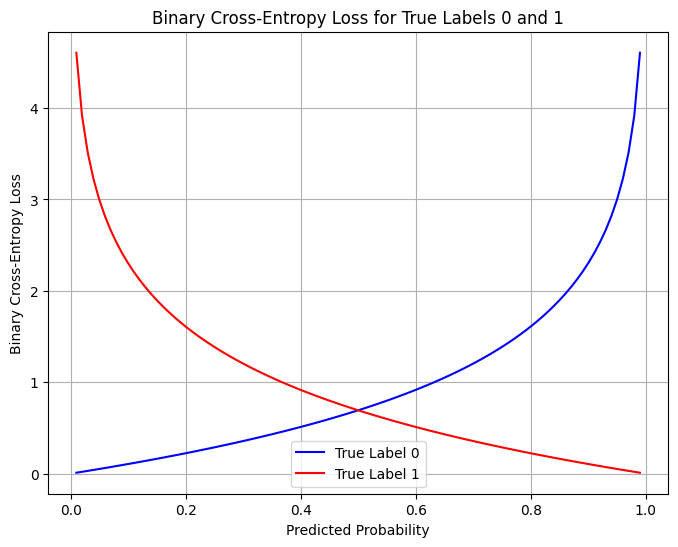 Binary Cross-Entropy Loss for True Labels 0 and 1
Binary Cross-Entropy Loss
4
3
2
1
0
True Label 0
True Label 1
0.0 0.2 0.4 0.6 0.8 1.0
Predicted Probability